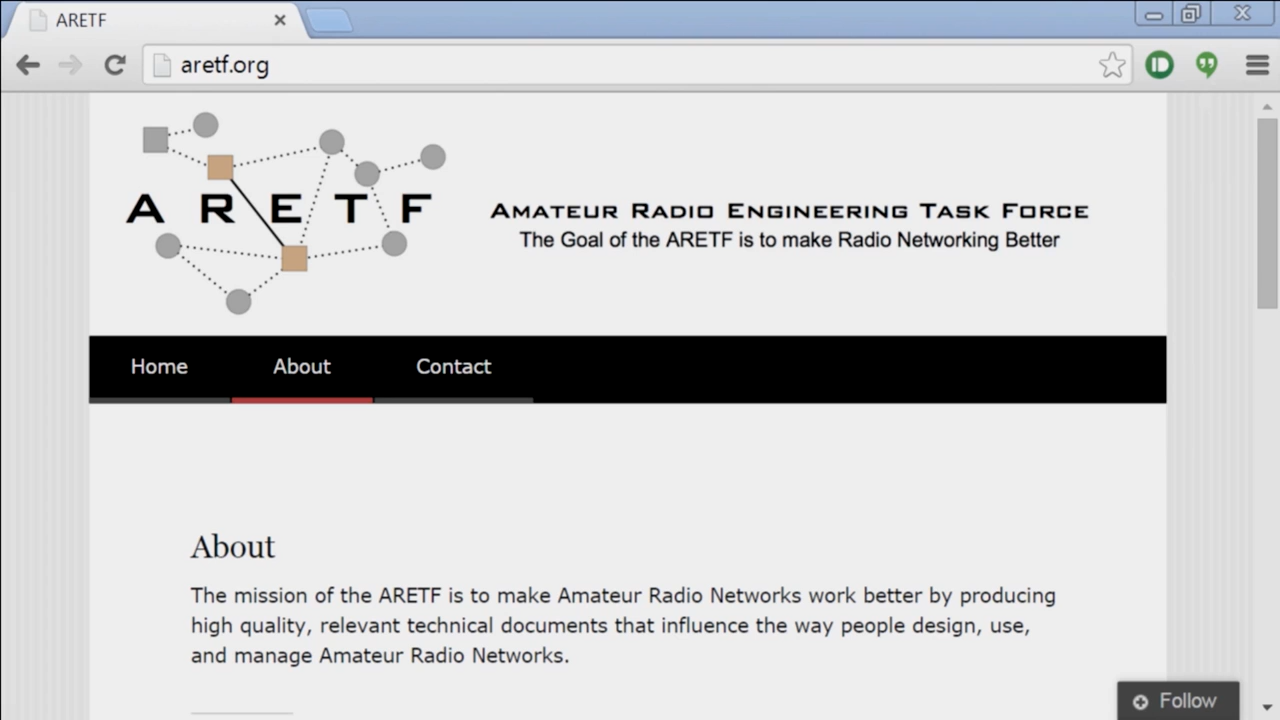 ARETF
aretf.org
A R E T F
AMATEUR RADIO ENGINEERING TASK FORCE
The Goal of the ARETF is to make Radio Networking Better
Home About Contact
About
The mission of the ARETF is to make Amateur Radio Networks work better by producing
high quality, relevant technical documents that influence the way people design, use,
and manage Amateur Radio Networks.
Follow